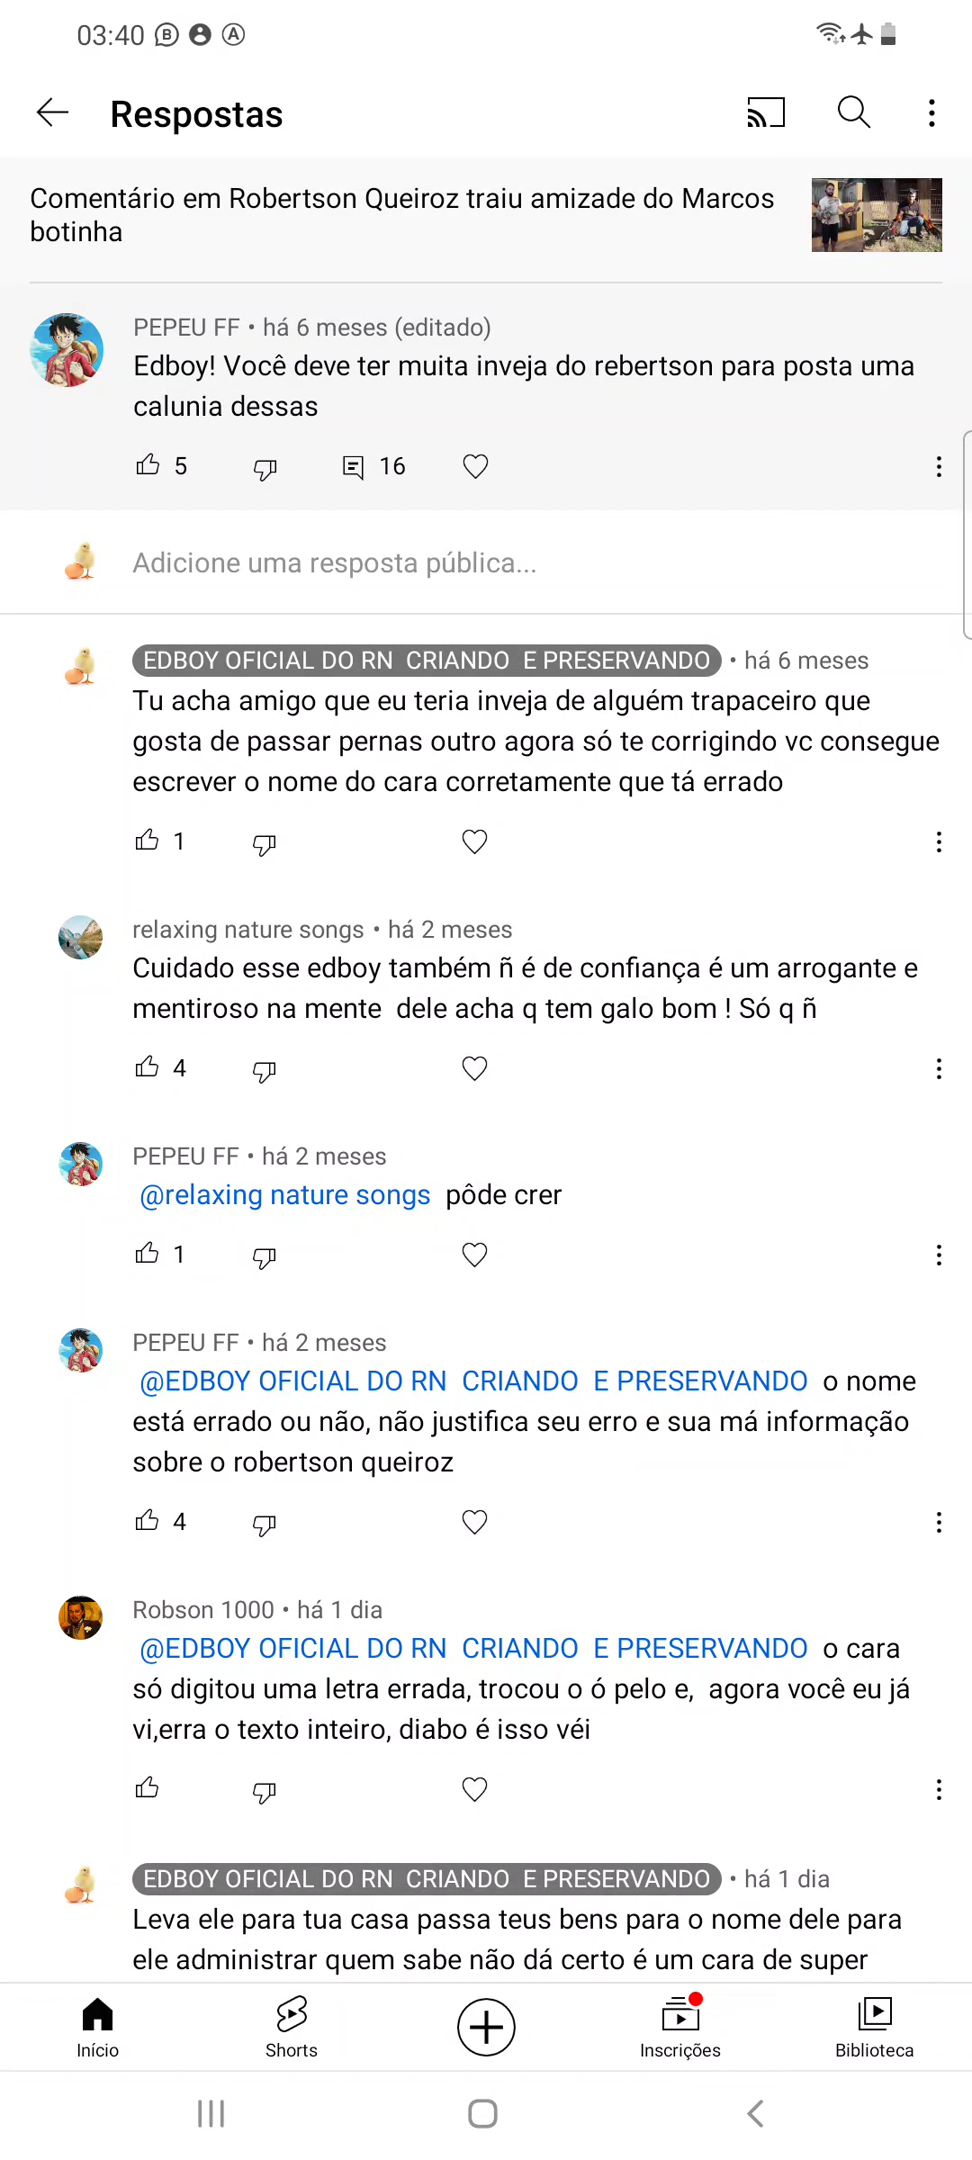 03:40
Respostas
Comentário em Robertson Queiroz traiu amizade do Marcos
botinha
PEPEU FF • há 6 meses (editado)
Edboy! Você deve ter muita inveja do rebertson para posta uma
calunia dessas
5 16
Adicione uma resposta pública...
EDBOY OFICIAL DO RN CRIANDO E PRESERVANDO • há 6 meses
Tu acha amigo que eu teria inveja de alguém trapaceiro que
gosta de passar pernas outro agora só te corrigindo vc consegue
escrever o nome do cara corretamente que tá errado
1
relaxing nature songs • há 2 meses
Cuidado esse edboy também ñ é de confiança é um arrogante e
mentiroso na mente dele acha q tem galo bom ! Só q ñ
4
PEPEU FF • há 2 meses
@relaxing nature songs pôde crer
1
PEPEU FF • há 2 meses
@EDBOY OFICIAL DO RN CRIANDO E PRESERVANDO o nome
está errado ou não, não justifica seu erro e sua má informação
sobre o robertson queiroz
4
Robson 1000 • há 1 dia
@EDBOY OFICIAL DO RN CRIANDO E PRESERVANDO o cara
só digitou uma letra errada, trocou o ó pelo e, agora você eu já
vi,erra o texto inteiro, diabo é isso véi
EDBOY OFICIAL DO RN CRIANDO E PRESERVANDO • há 1 dia
Leva ele para tua casa passa teus bens para o nome dele para
ele administrar quem sabe não dá certo é um cara de super
Início Shorts Inscrições Biblioteca